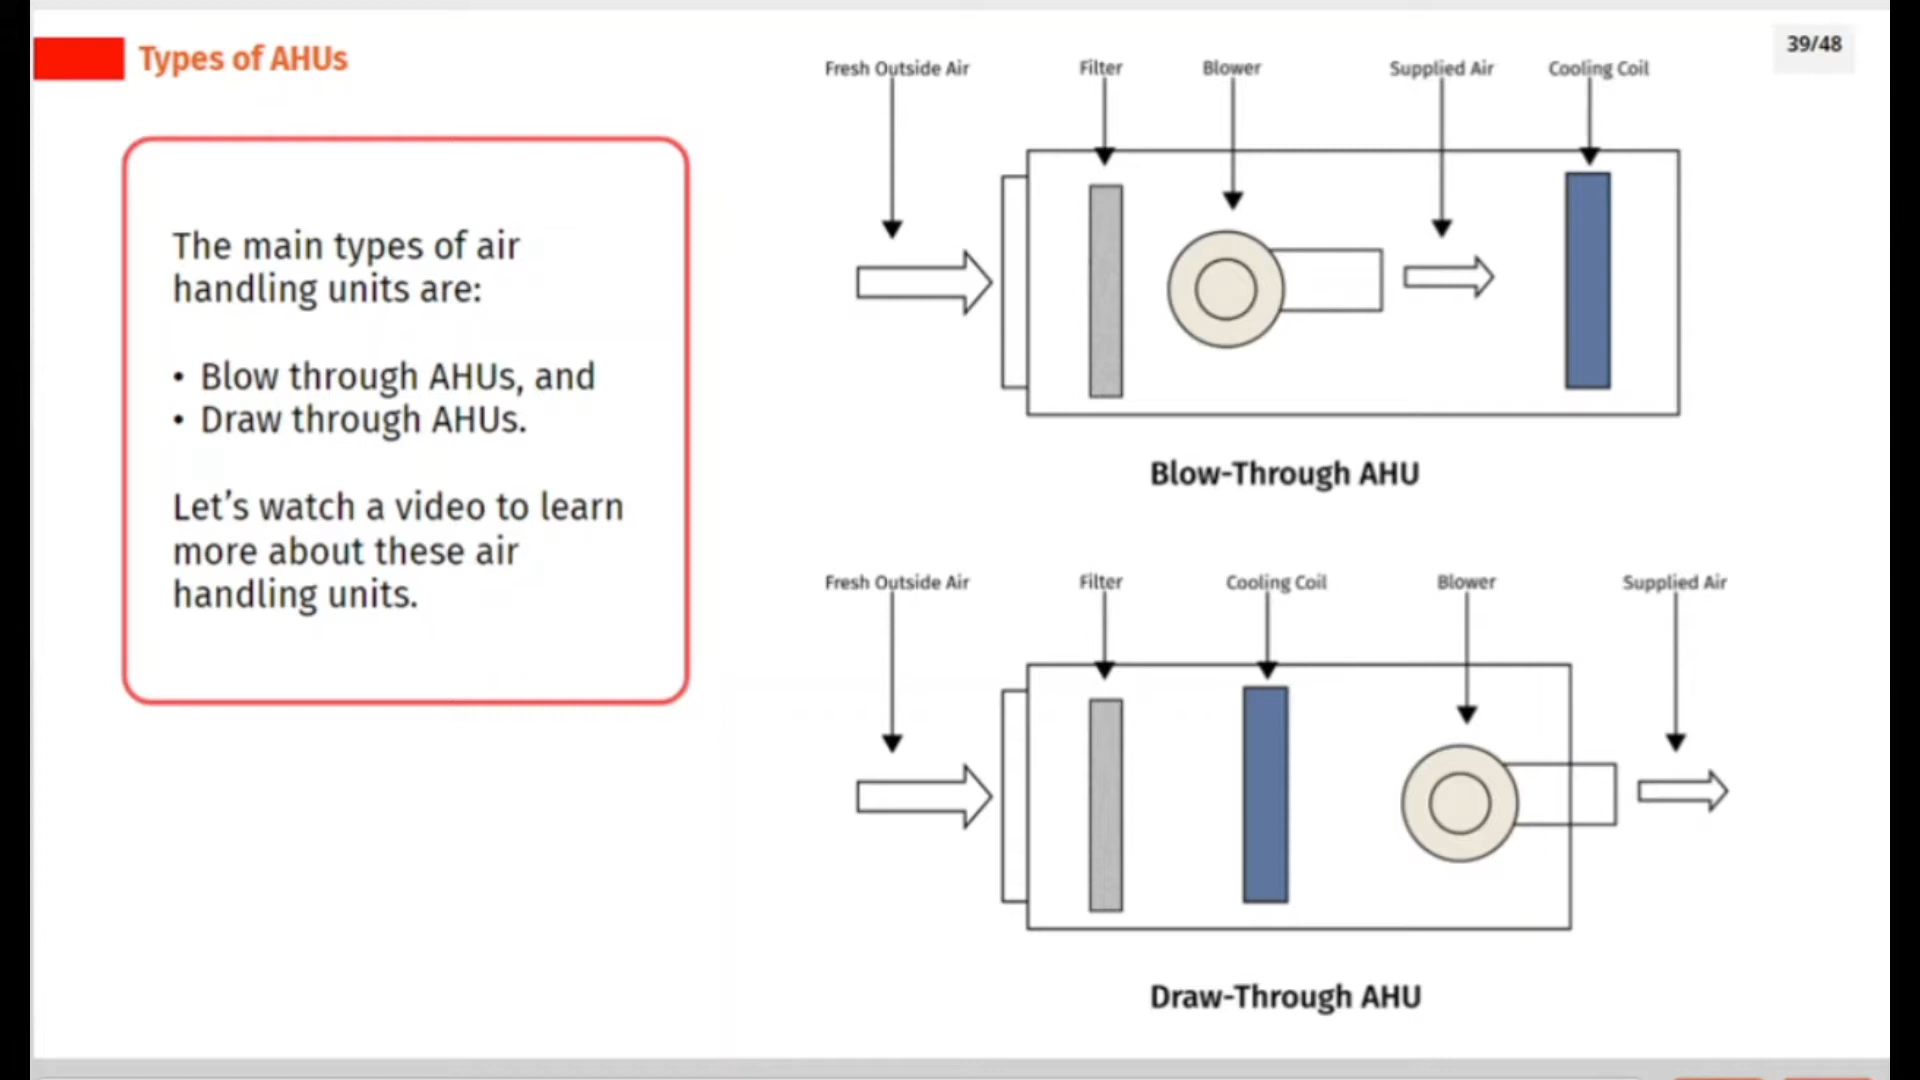 Types of AHUs
39/48
The main types of air
handling units are:
• Blow through AHUs, and
• Draw through AHUs.
Let’s watch a video to learn
more about these air
handling units.
Fresh Outside Air Filter Blower Supplied Air Cooling Coil
Blow-Through AHU
Fresh Outside Air Filter Cooling Coil Blower Supplied Air
Draw-Through AHU